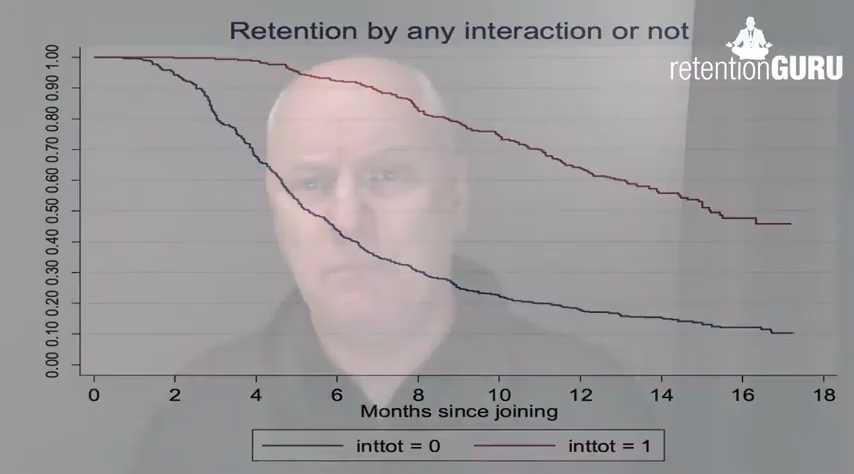 Retention by any interaction or not
retentionGURU
1.00
0.90
0.80
0.70
0.60
0.50
0.40
0.30
0.20
0.10
0.00
0 2 4 6 8 10 12 14 16 18
Months since joining
inttot = 0 inttot = 1